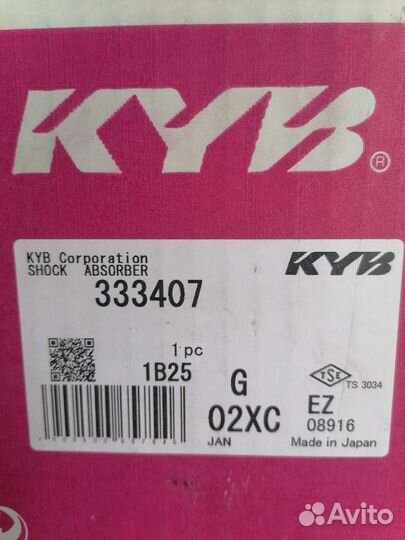 KYB®
KYB Corporation
KYB
SHOCK ABSORBER
333407
1 pc
1B25
G
TSE
TS 3034
02XC
EZ
08916
JAN
Made in Japan
Avito